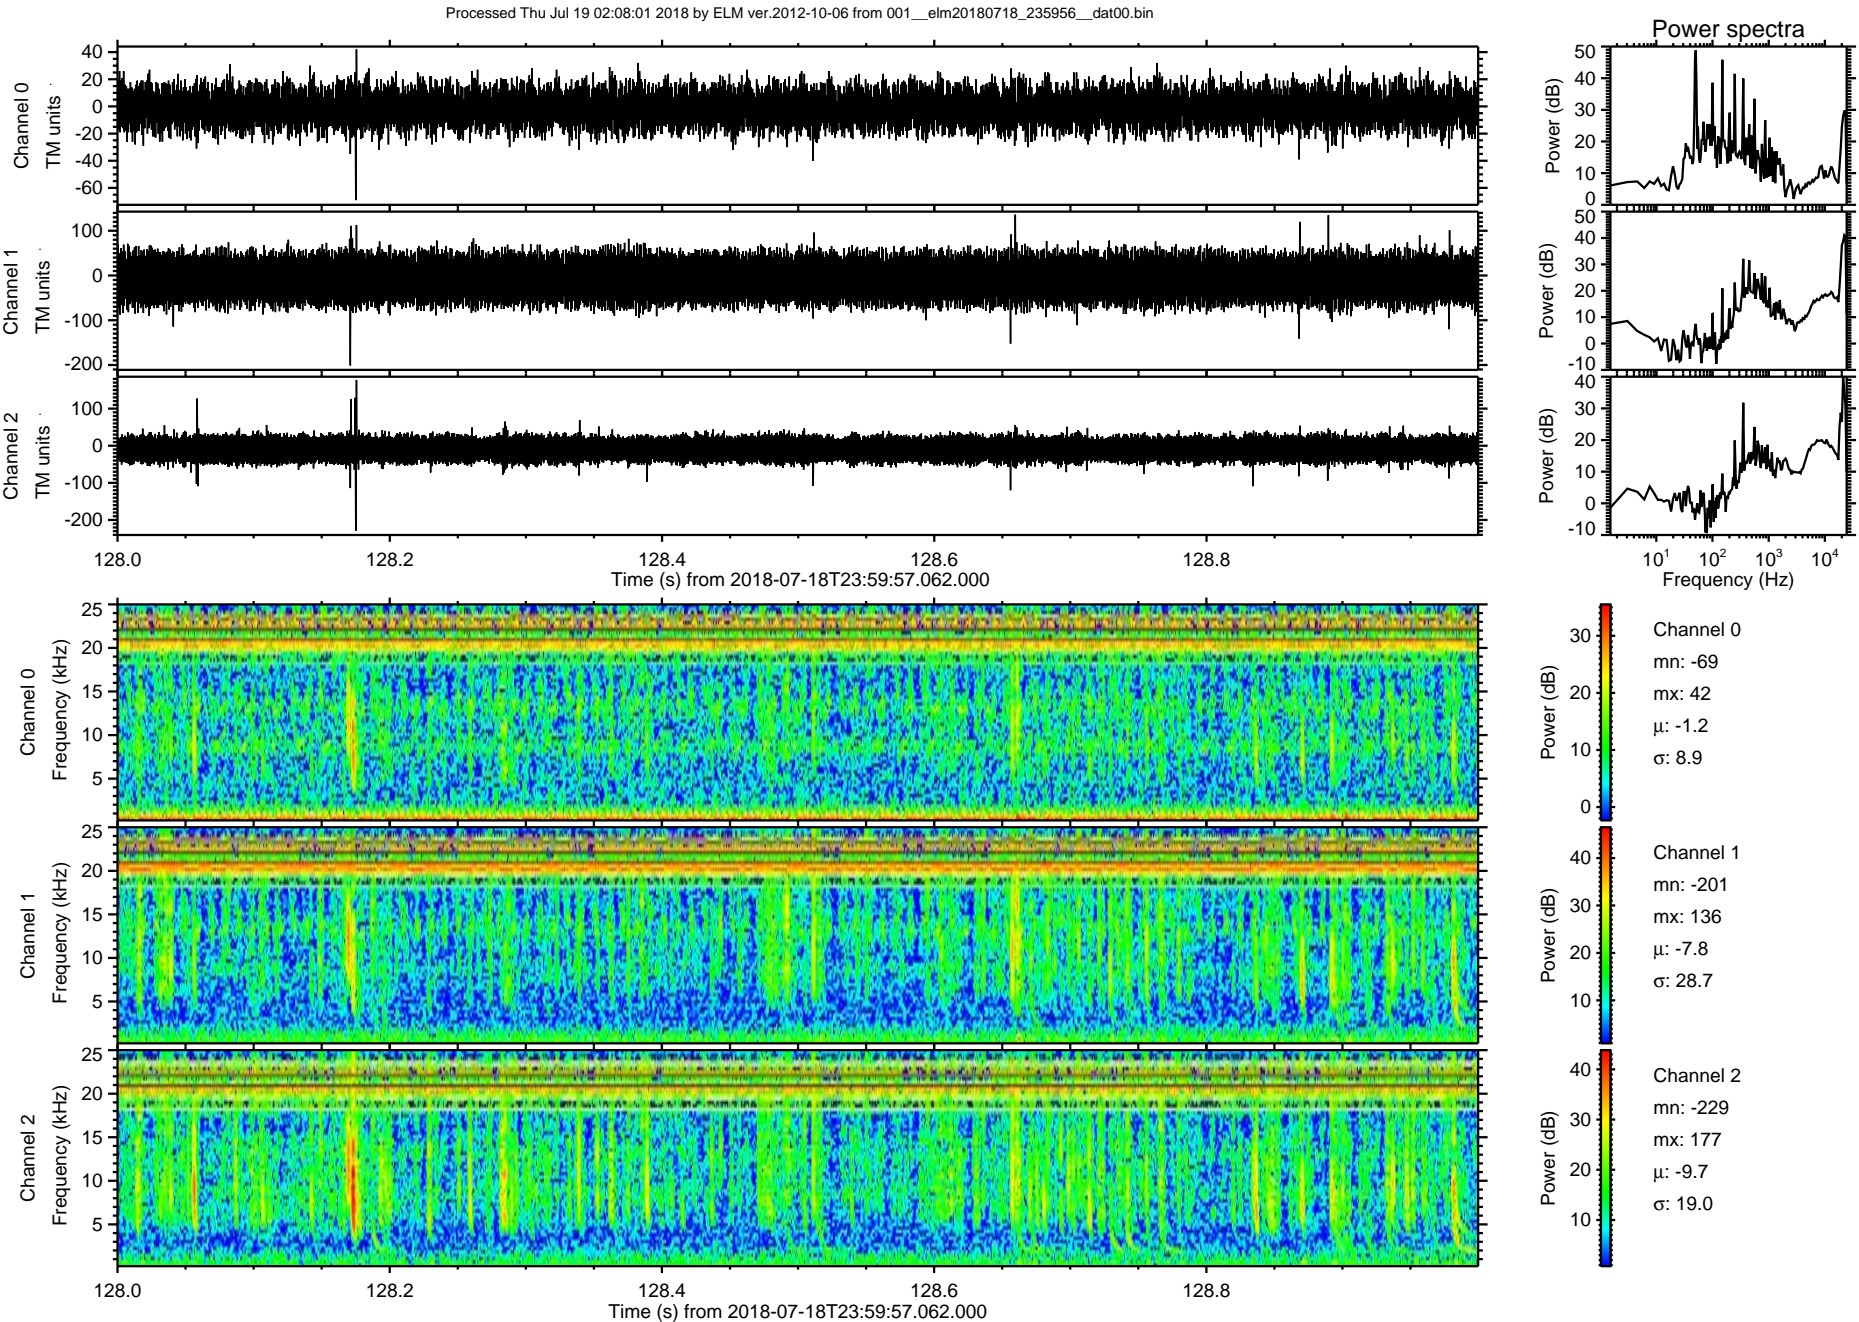 Processed Thu Jul 19 02:08:01 2018 by ELM ver.2012-10-06 from 001__elm20180718_235956__dat00.bin
Power spectra
Channel 0
TM units
40
20
0
-20
-40
-60
Power (dB)
50
40
30
20
10
0
Channel 1
TM units
100
0
-100
-200
Power (dB)
50
40
30
20
10
0
-10
Channel 2
TM units
100
0
-100
-200
Power (dB)
40
30
20
10
0
-10
128.0
128.2
128.4
128.6
128.8
Time (s) from 2018-07-18T23:59:57.062.000
10¹
10²
10³
10⁴
Frequency (Hz)
Channel 0
Frequency (kHz)
25
20
15
10
5
Power (dB)
30
20
10
0
Channel 0
mn: -69
mx: 42
μ: -1.2
σ: 8.9
Channel 1
Frequency (kHz)
25
20
15
10
5
Power (dB)
40
30
20
10
Channel 1
mn: -201
mx: 136
μ: -7.8
σ: 28.7
Channel 2
Frequency (kHz)
25
20
15
10
5
Power (dB)
40
30
20
10
Channel 2
mn: -229
mx: 177
μ: -9.7
σ: 19.0
128.0
128.2
128.4
128.6
128.8
Time (s) from 2018-07-18T23:59:57.062.000